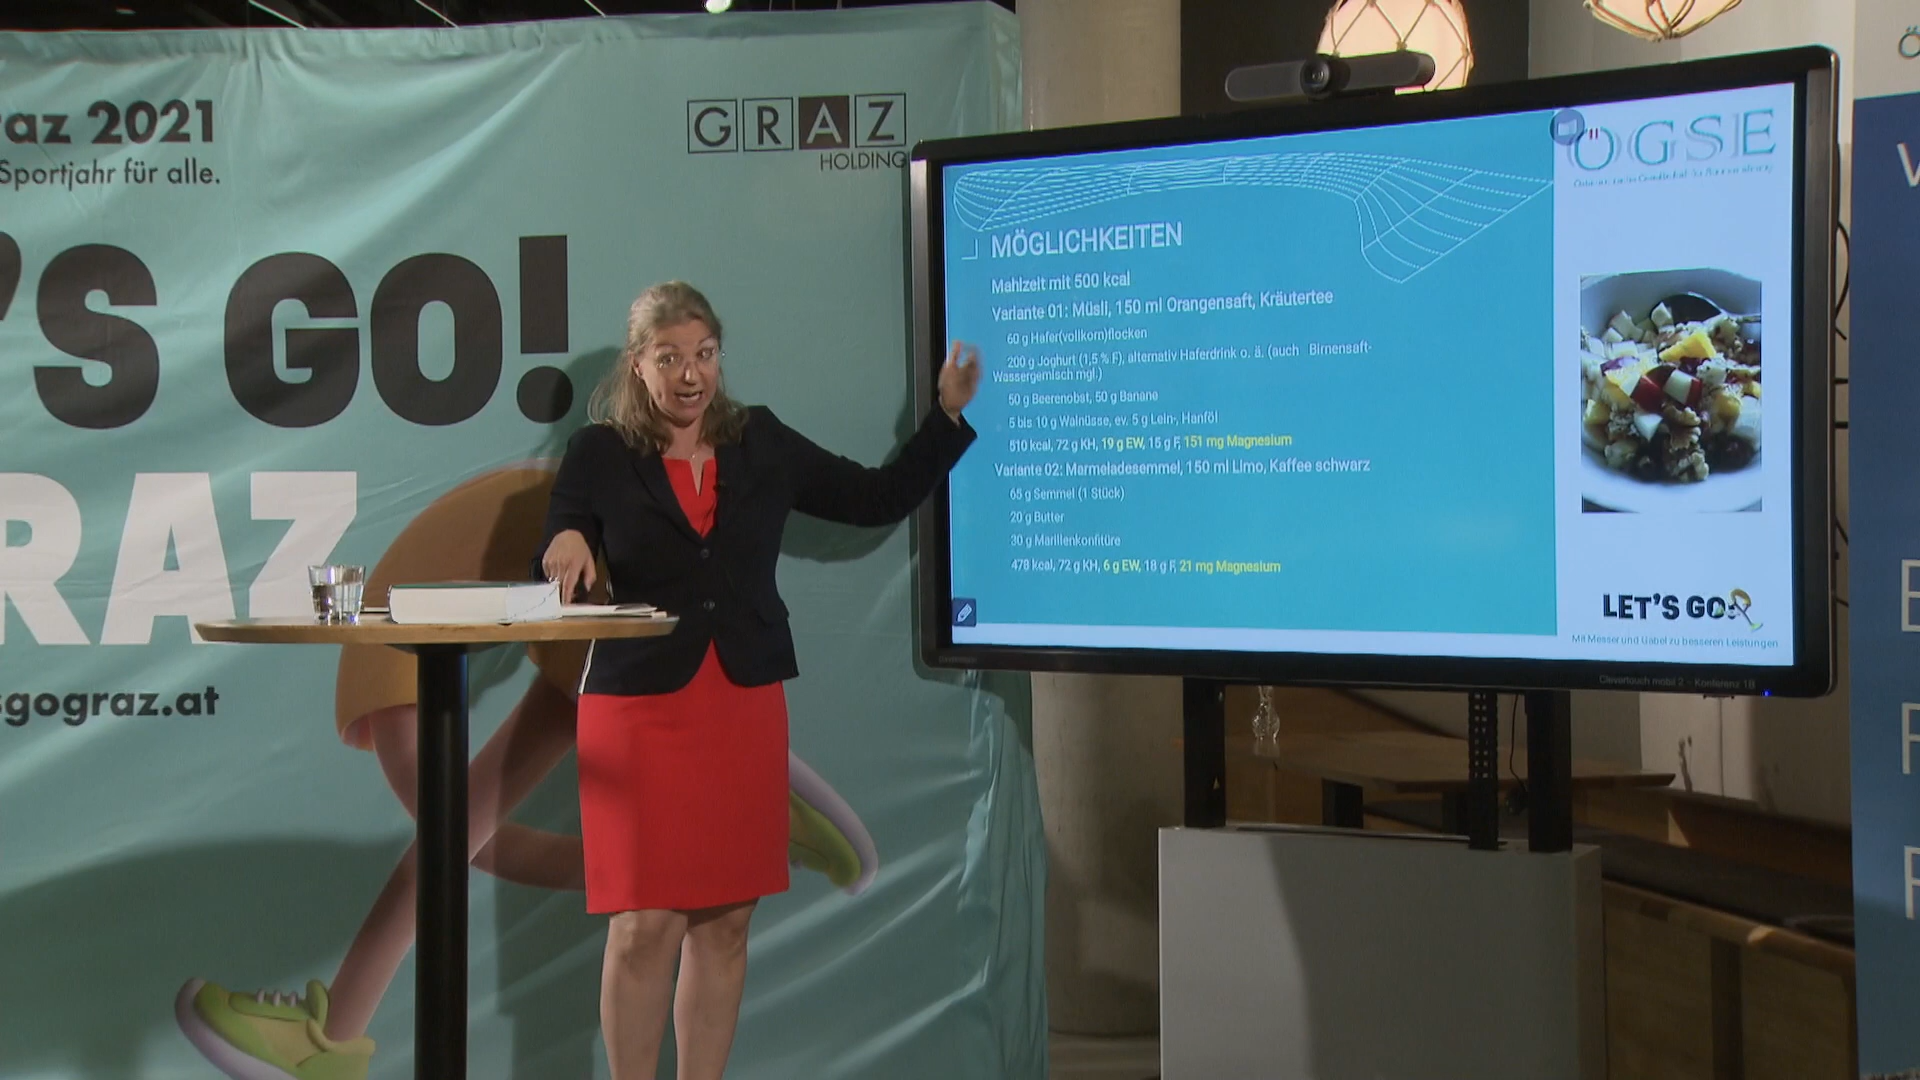 raz 2021
Sportjahr für alle.
GRAZ
HOLDING
'S GO!
RAZ
sgograz.at
ÖGSE
MÖGLICHKEITEN
Mahlzeit mit 500 kcal
Variante 01: Müsli, 150 ml Orangensaft, Kräutertee
60 g Hafer(vollkorn)flocken
200 g Joghurt (1,5 % F), alternativ Haferdrink o. ä. (auch Birnensaft-
Wassergemisch mgl.)
50 g Beerenobst, 50 g Banane
5 bis 10 g Walnüsse, ev. 5 g Lein-, Hanföl
510 kcal, 72 g KH, 19 g EW, 15 g F, 151 mg Magnesium
Variante 02: Marmeladesemmel, 150 ml Limo, Kaffee schwarz
65 g Semmel (1 Stück)
20 g Butter
30 g Marillenkonfitüre
478 kcal, 72 g KH, 6 g EW, 18 g F, 21 mg Magnesium
LET'S GO!
Mit Messer und Gabel zu besseren Leistungen
Clevertouch mobil 2 - Konferenz 1B